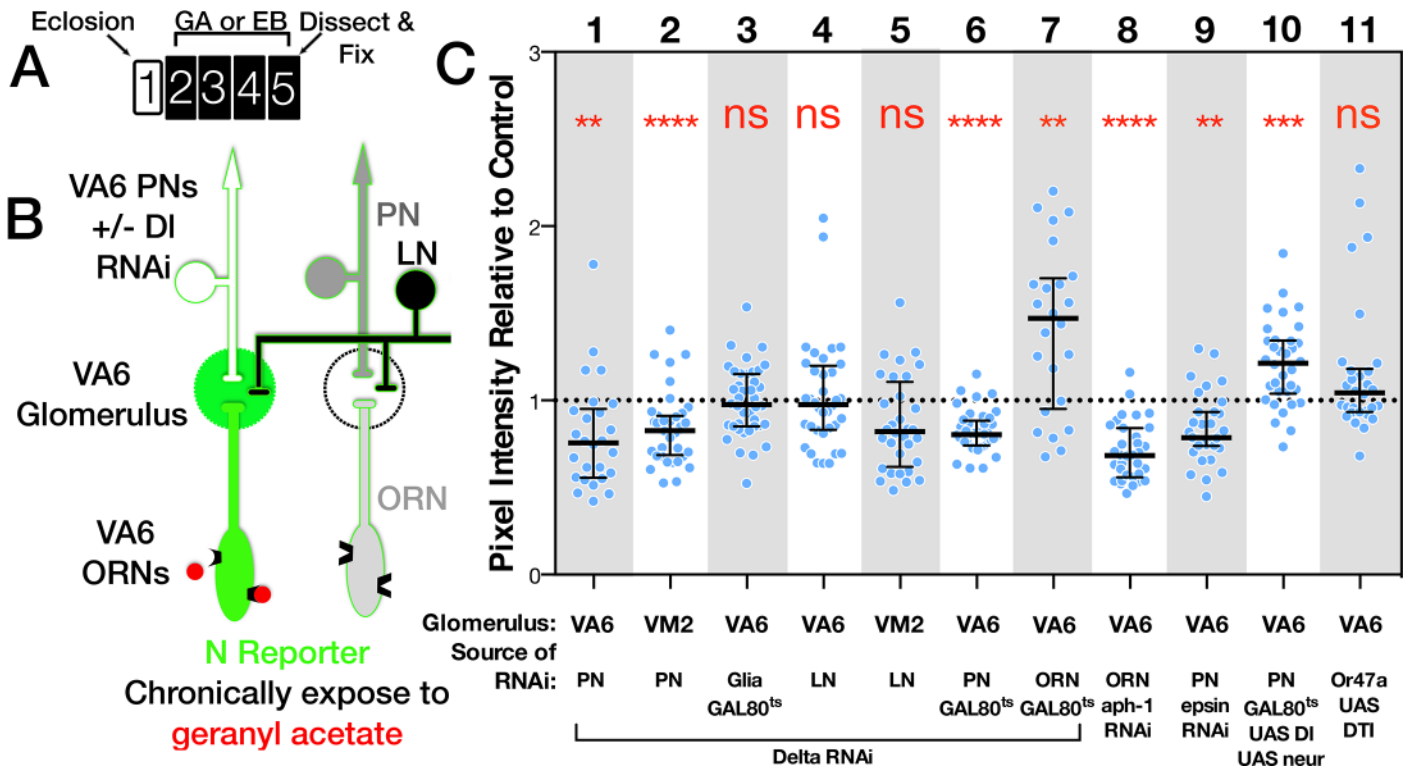 Eclosion
GA or EB
Dissect &
Fix
A
1 2 3 4 5
B
VA6 PNs
+/- Dl
RNAi
PN
LN
VA6
Glomerulus
VA6
ORNs
ORN
N Reporter
Chronically expose to
geranyl acetate
C
1 2 3 4 5 6 7 8 9 10 11
Pixel Intensity Relative to Control
3
2
1
0
** **** ns ns ns **** ** **** ** *** ns
Glomerulus: VA6 VM2 VA6 VA6 VM2 VA6 VA6 VA6 VA6 VA6 VA6
Source of
RNAi: PN PN Glia LN LN PN ORN ORN PN PN Or47a
GAL80ts GAL80ts GAL80ts aph-1 epsin GAL80ts UAS
RNAi RNAi UAS Dl DTI
UAS neur
Delta RNAi